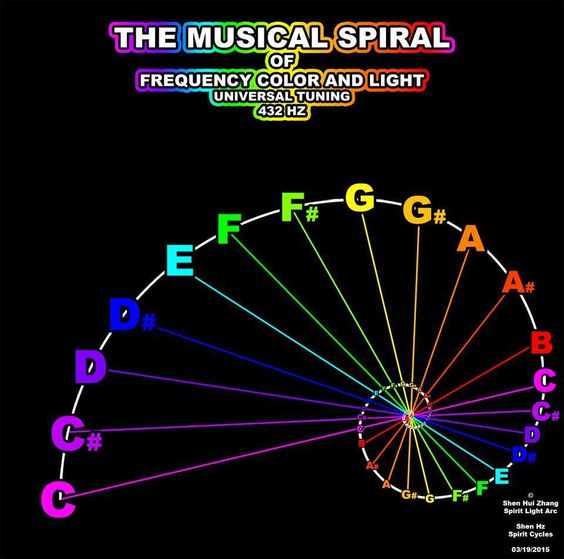 THE MUSICAL SPIRAL
OF
FREQUENCY COLOR AND LIGHT
UNIVERSAL TUNING
432 HZ
C
C#
D
D#
E
F
F#
G
G#
A
A#
B
C
C#
D
D#
E
F
F#
G
G#
A
A#
B
©
Shen Hui Zhang
Spirit Light Arc
Shen Hz
Spirit Cycles
03/19/2015